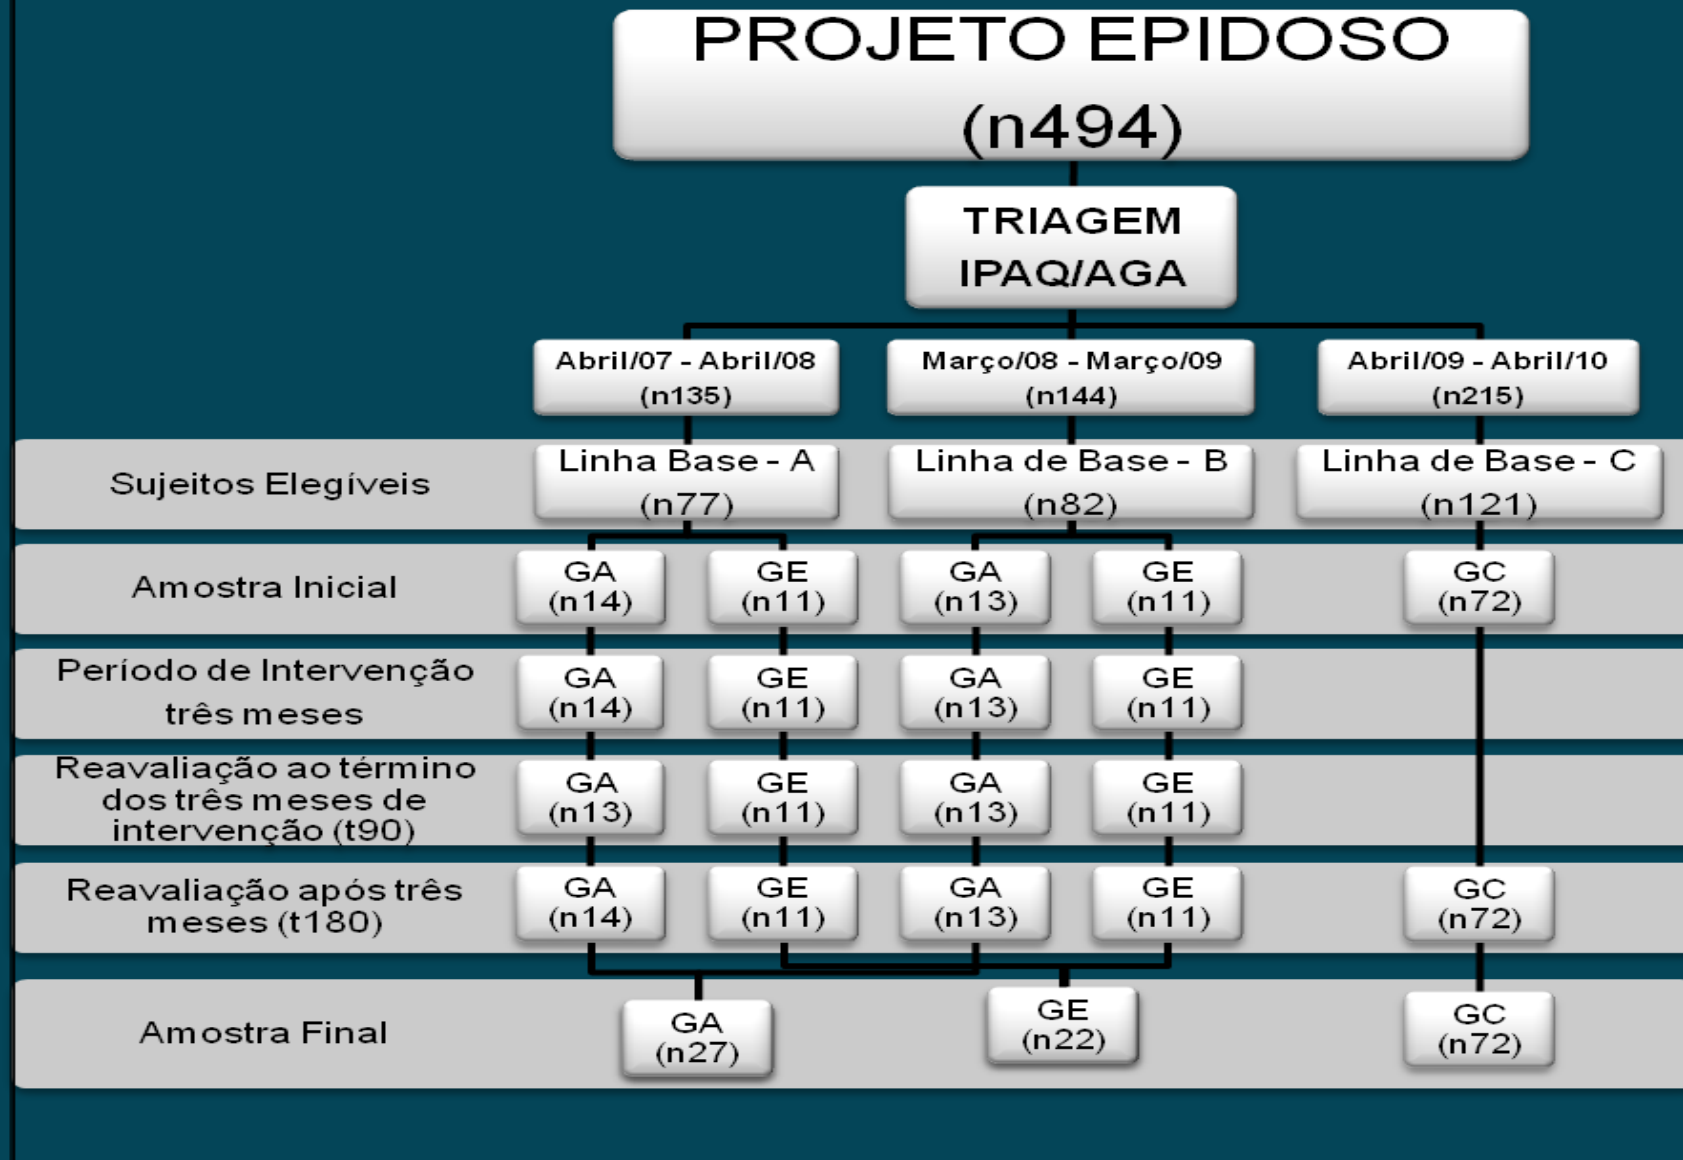 PROJETO EPIDOSO
(n494)
TRIAGEM
IPAQ/AGA
Abril/07 - Abril/08
(n135)
Março/08 - Março/09
(n144)
Abril/09 - Abril/10
(n215)
Sujeitos Elegíveis
Linha Base - A
(n77)
Linha de Base - B
(n82)
Linha de Base - C
(n121)
Amostra Inicial
GA
(n14)
GE
(n11)
GA
(n13)
GE
(n11)
GC
(n72)
Período de Intervenção
três meses
GA
(n14)
GE
(n11)
GA
(n13)
GE
(n11)
Reavaliação ao término
dos três meses de
intervenção (t90)
GA
(n13)
GE
(n11)
GA
(n13)
GE
(n11)
Reavaliação após três
meses (t180)
GA
(n14)
GE
(n11)
GA
(n13)
GE
(n11)
GC
(n72)
Amostra Final
GA
(n27)
GE
(n22)
GC
(n72)